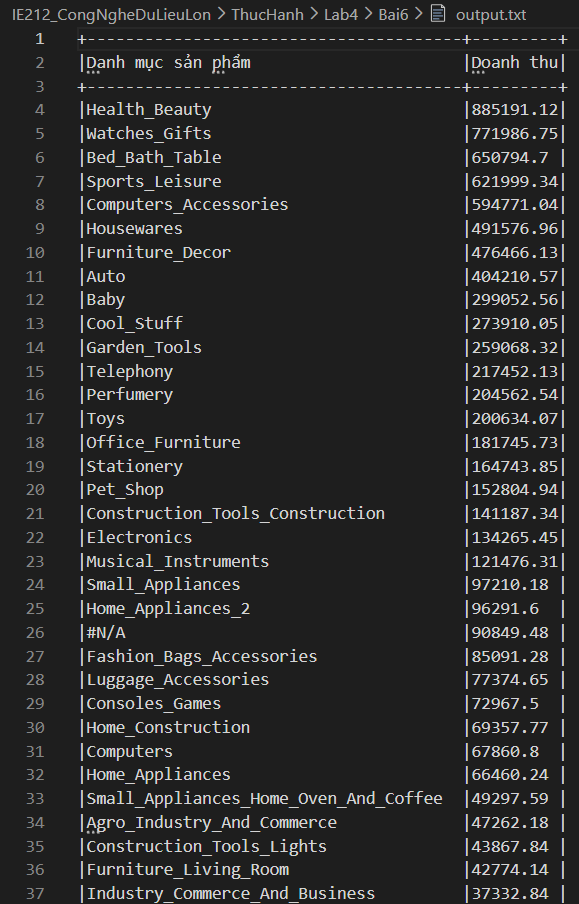 IE212_CongNgheDuLieuLon > ThucHanh > Lab4 > Bai6 > output.txt
1 +---------------------------------------+---------+
2 |Danh mục sản phẩm |Doanh thu|
3 +---------------------------------------+---------+
4 |Health_Beauty |885191.12|
5 |Watches_Gifts |771986.75|
6 |Bed_Bath_Table |650794.7 |
7 |Sports_Leisure |621999.34|
8 |Computers_Accessories |594771.04|
9 |Housewares |491576.96|
10 |Furniture_Decor |476466.13|
11 |Auto |404210.57|
12 |Baby |299052.56|
13 |Cool_Stuff |273910.05|
14 |Garden_Tools |259068.32|
15 |Telephony |217452.13|
16 |Perfumery |204562.54|
17 |Toys |200634.07|
18 |Office_Furniture |181745.73|
19 |Stationery |164743.85|
20 |Pet_Shop |152804.94|
21 |Construction_Tools_Construction |141187.34|
22 |Electronics |134265.45|
23 |Musical_Instruments |121476.31|
24 |Small_Appliances |97210.18 |
25 |Home_Appliances_2 |96291.6 |
26 |#N/A |90849.48 |
27 |Fashion_Bags_Accessories |85091.28 |
28 |Luggage_Accessories |77374.65 |
29 |Consoles_Games |72967.5 |
30 |Home_Construction |69357.77 |
31 |Computers |67860.8 |
32 |Home_Appliances |66460.24 |
33 |Small_Appliances_Home_Oven_And_Coffee |49297.59 |
34 |Agro_Industry_And_Commerce |47262.18 |
35 |Construction_Tools_Lights |43867.84 |
36 |Furniture_Living_Room |42774.14 |
37 |Industry_Commerce_And_Business |37332.84 |